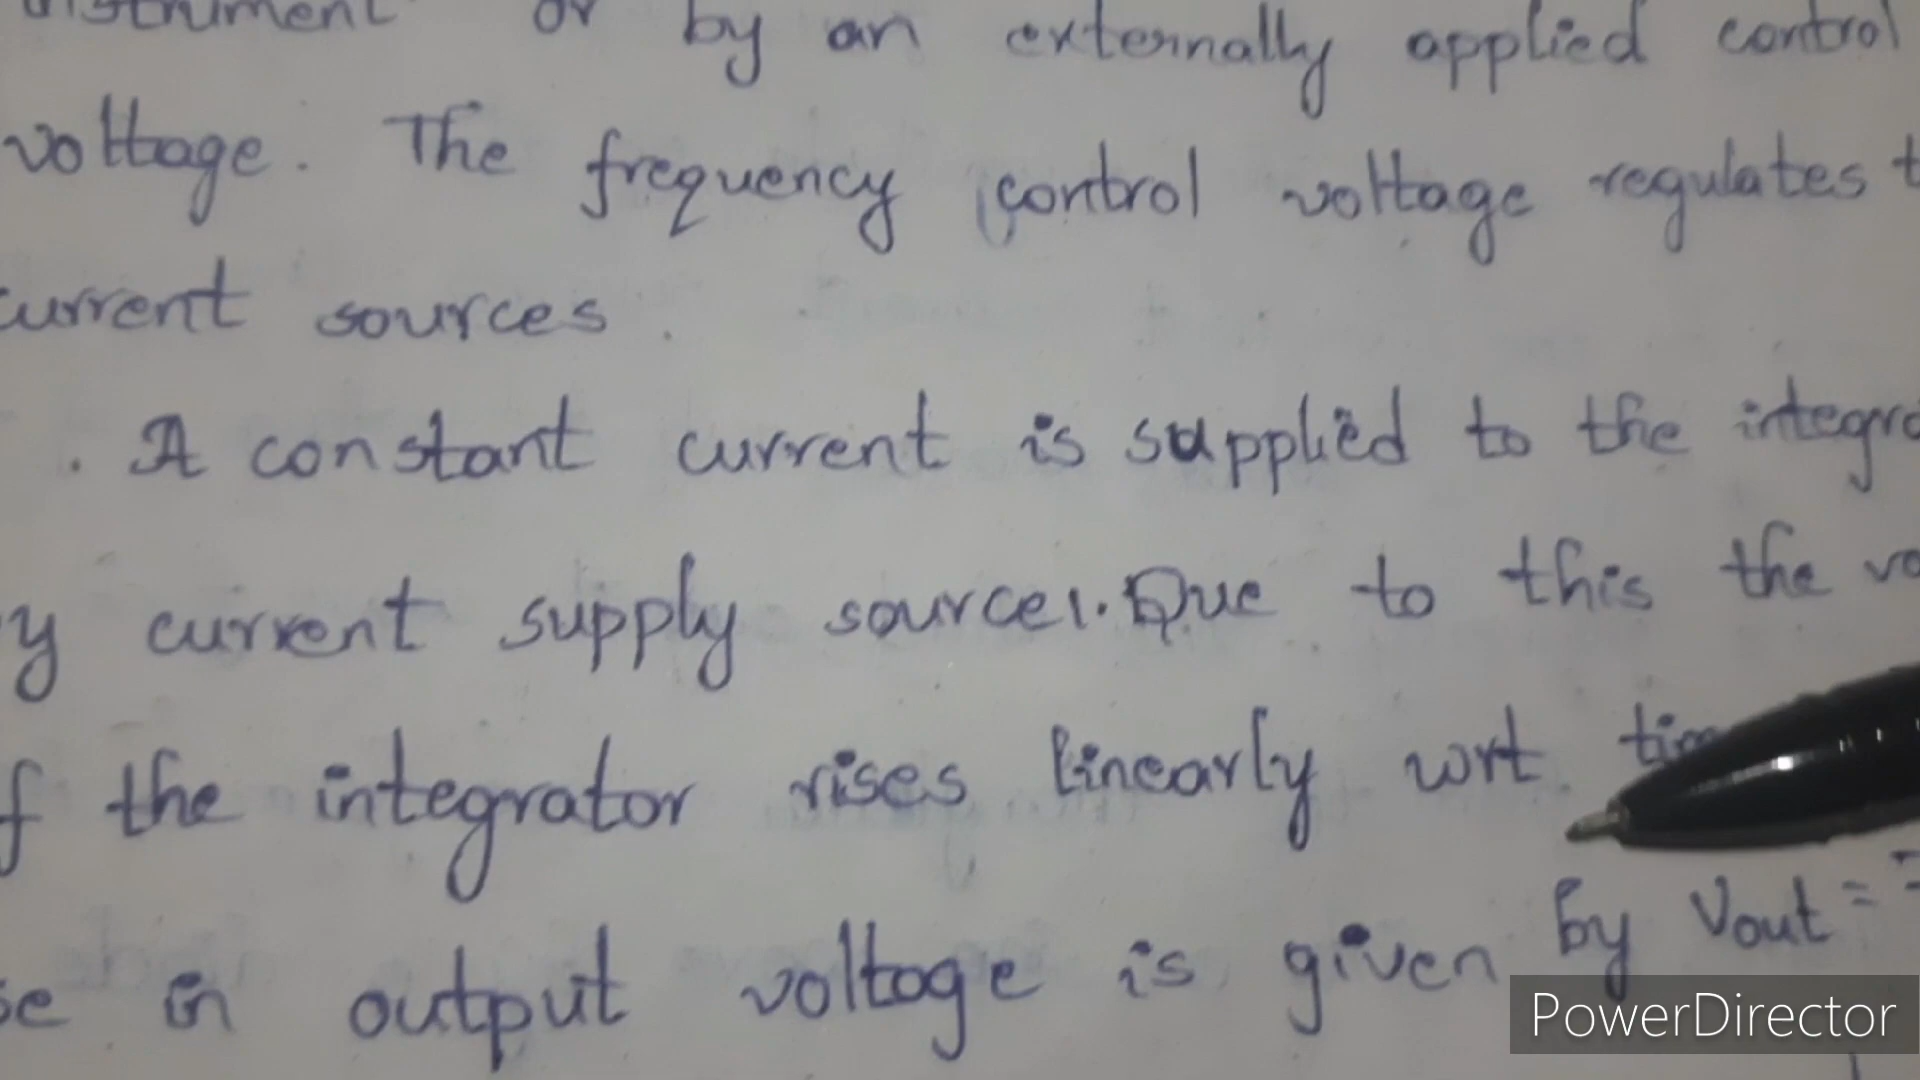 instrument or by an externally applied control
voltage. The frequency control voltage regulates t
current sources.
. A constant current is supplied to the integra
y current supply source1. Due to this the vo
f the integrator rises linearly wrt
se in output voltage is given by Vout =
PowerDirector